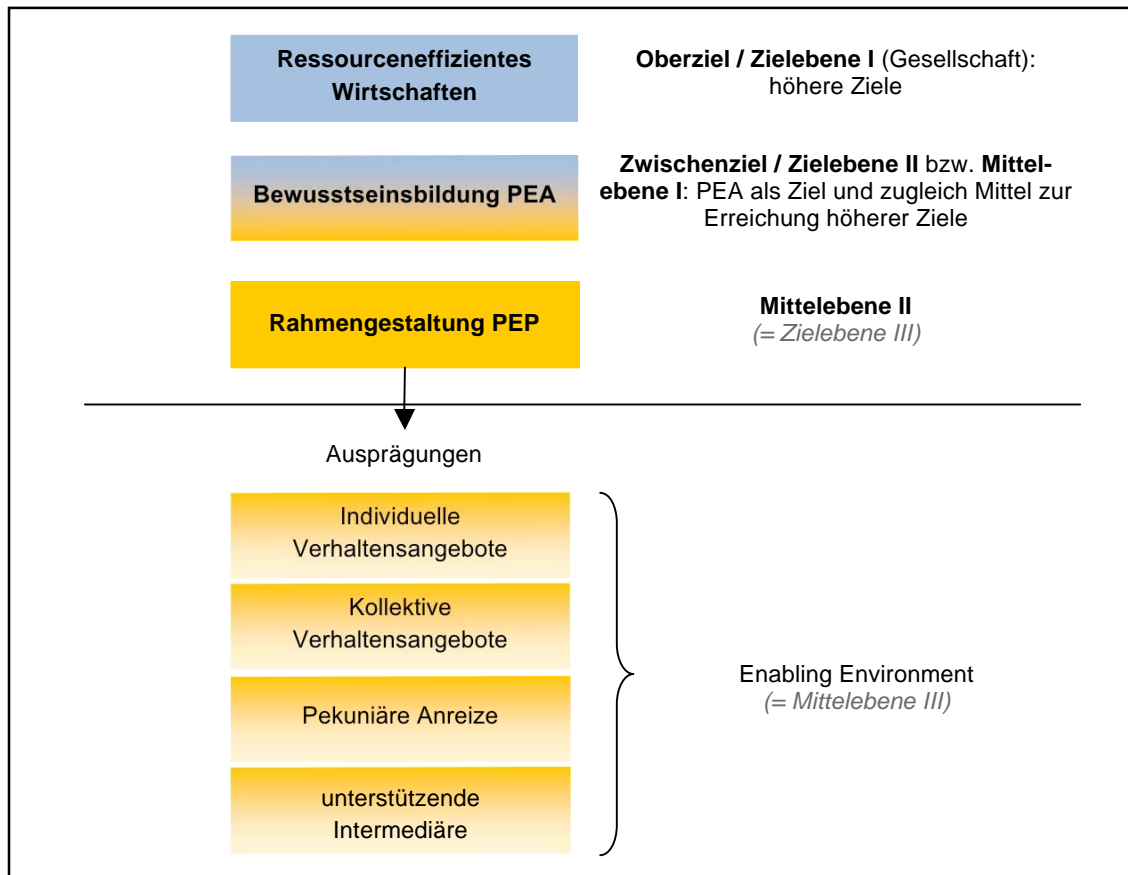 Ressourceneffizientes
Wirtschaften
Oberziel / Zielebene I (Gesellschaft):
höhere Ziele
Bewusstseinsbildung PEA
Zwischenziel / Zielebene II bzw. Mittel-
ebene I: PEA als Ziel und zugleich Mittel zur
Erreichung höherer Ziele
Rahmengestaltung PEP
Mittelebene II
(= Zielebene III)
Ausprägungen
Individuelle
Verhaltensangebote
Kollektive
Verhaltensangebote
Pekuniäre Anreize
unterstützende
Intermediäre
Enabling Environment
(= Mittelebene III)